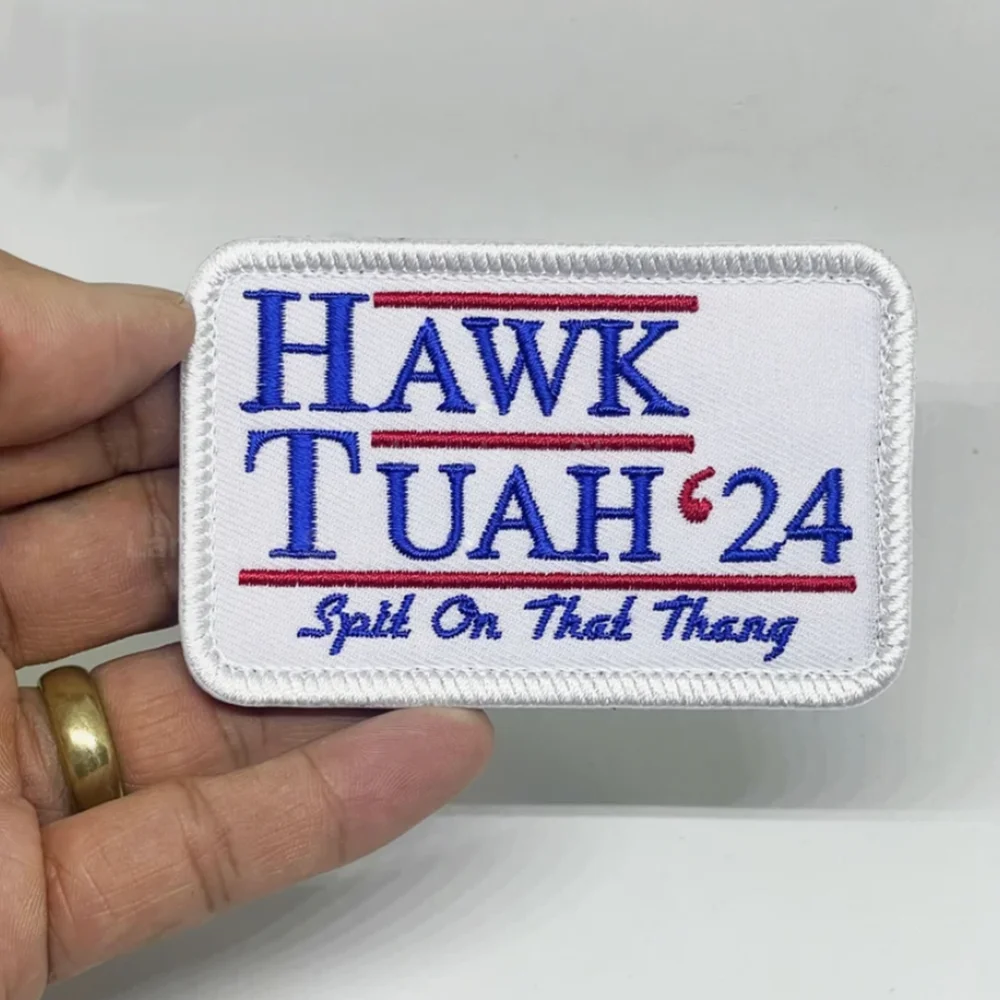 HAWK
TUAH ‘24
Spit On That Thang